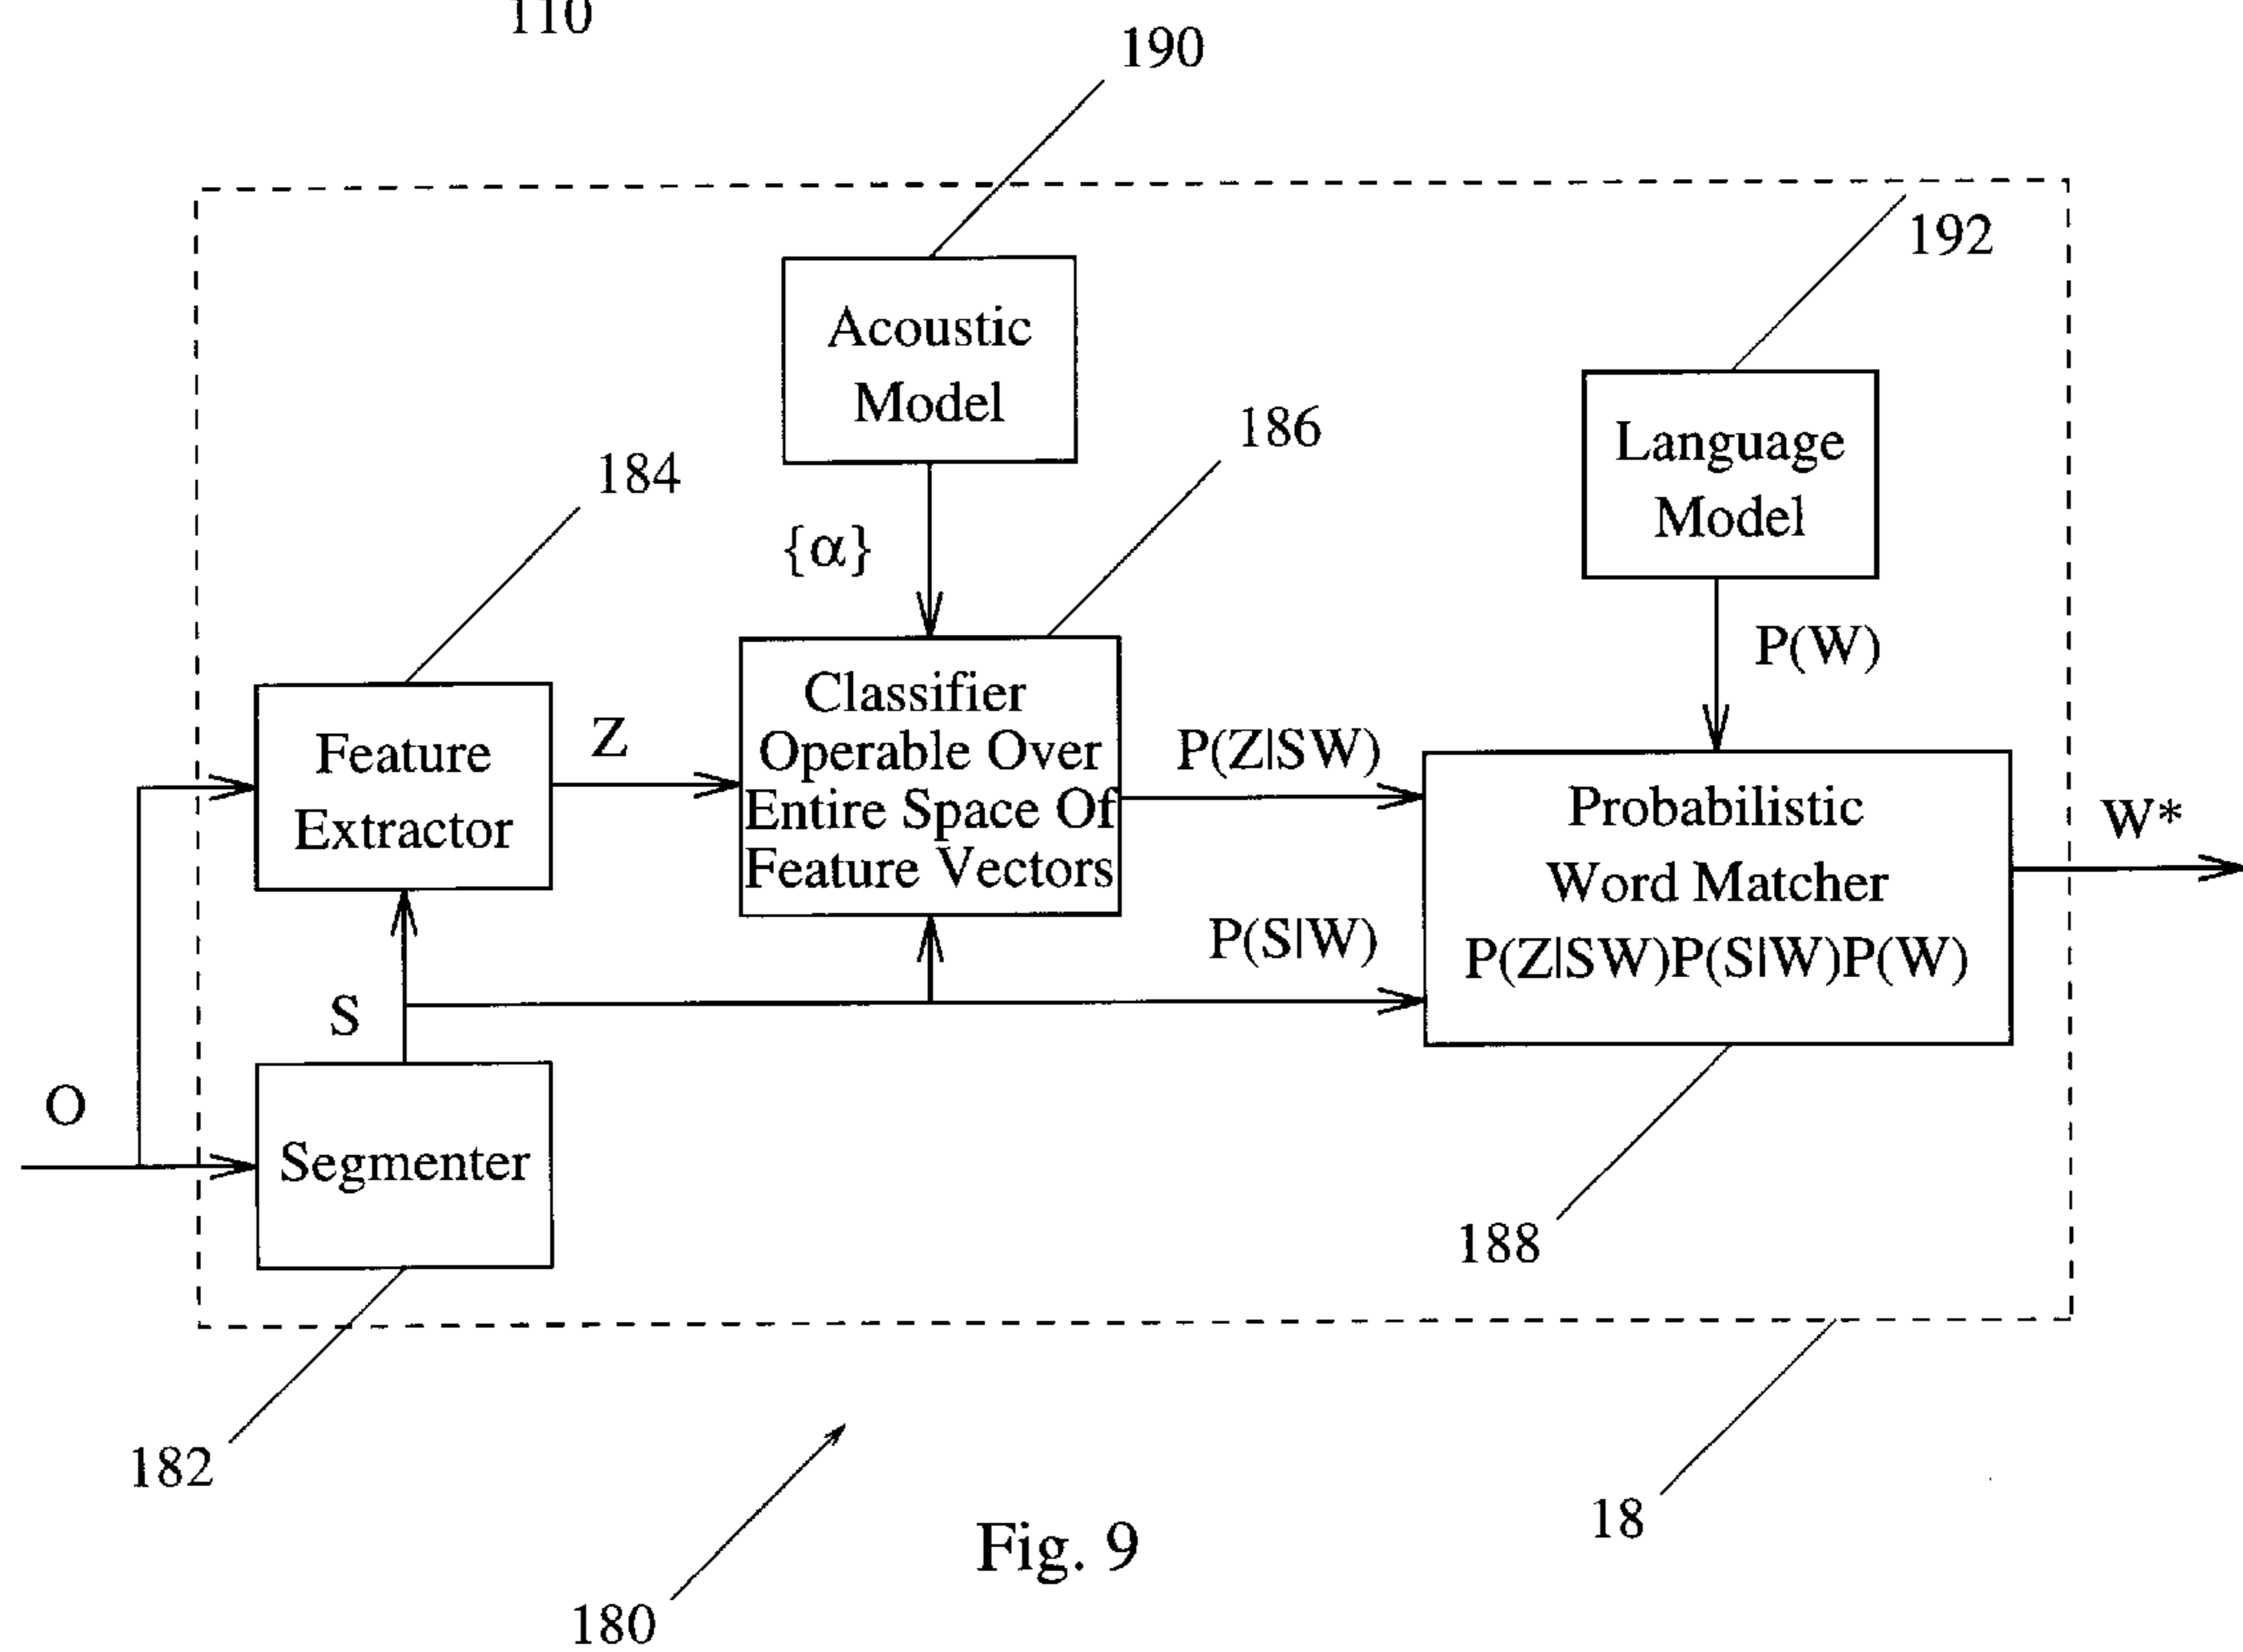 110
190
192
Acoustic
Model
186
Language
Model
184
{α}
P(W)
Feature
Extractor
Z
Classifier
Operable Over
Entire Space Of
Feature Vectors
P(Z|SW)
Probabilistic
Word Matcher
P(Z|SW)P(S|W)P(W)
W*
P(S|W)
S
O
Segmenter
188
182
18
Fig. 9
180